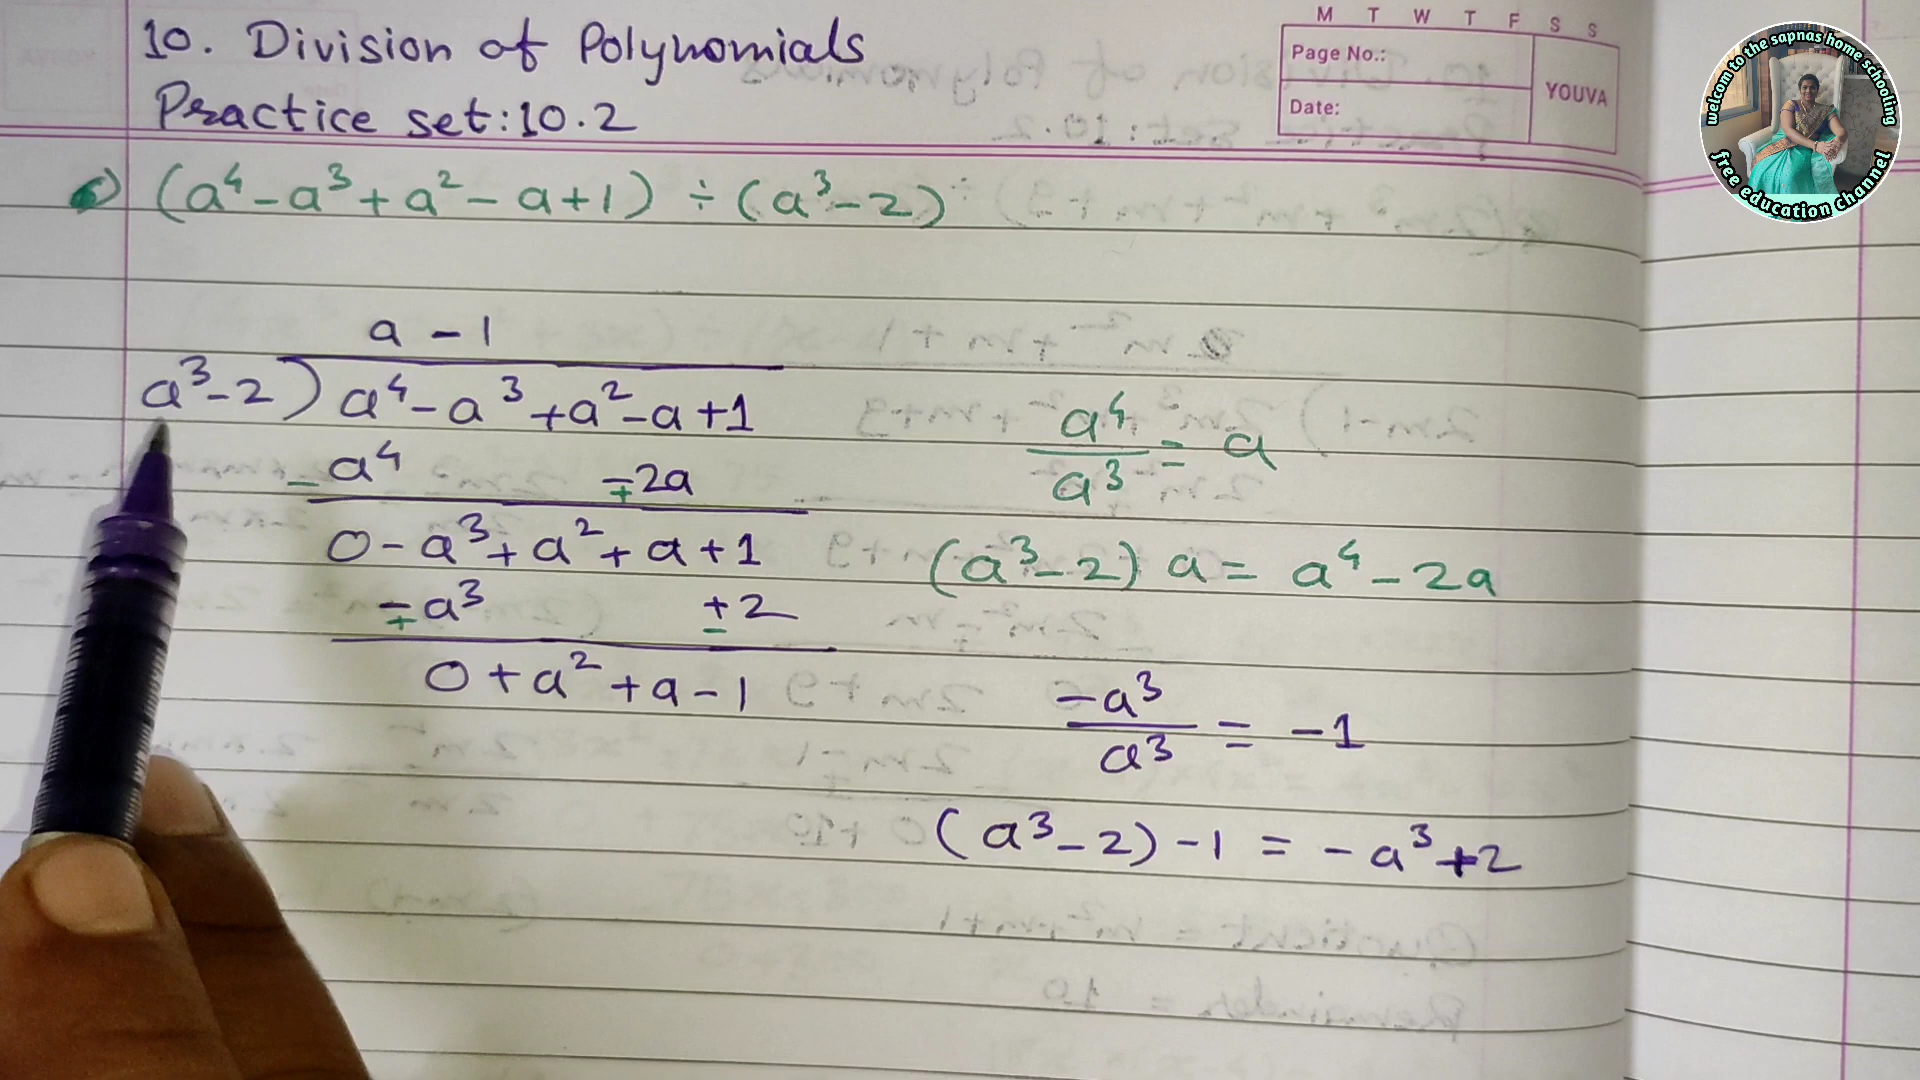 10. Division of Polynomials
Practice set:10.2
M T W T F S S
Page No.:
Date:
YOUVA
welcom to the sapnas home schooling
free education channel
(a⁴-a³+a²-a+1) ÷ (a³-2)
a - 1
a³-2) a⁴-a³+a²-a+1
- a⁴ -2a
+
0-a³+a²+a+1
-a³ +2
+ -
0+a²+a-1
a⁴/a³ = a
(a³-2) a = a⁴-2a
-a³/a³ = -1
(a³-2)-1 = -a³+2